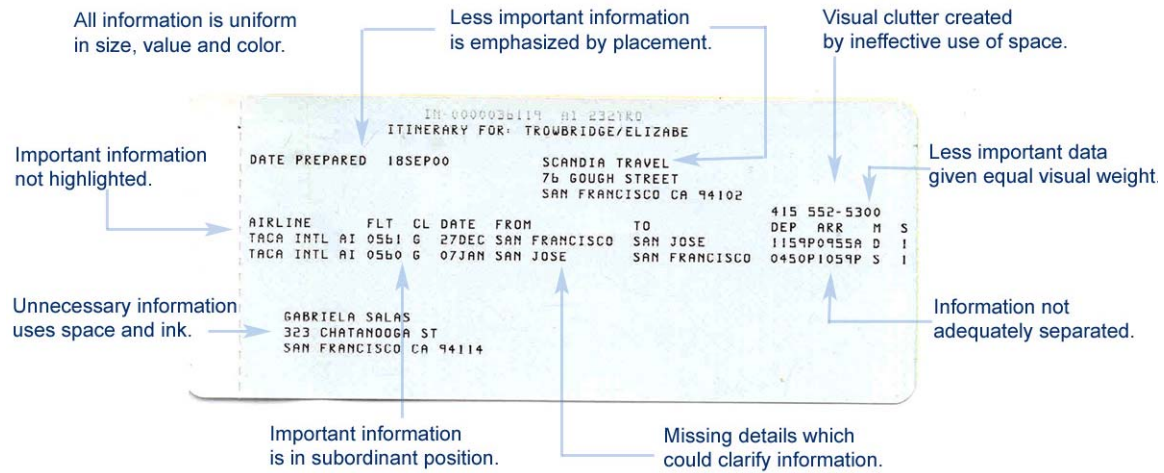 All information is uniform
in size, value and color.
Less important information
is emphasized by placement.
Visual clutter created
by ineffective use of space.
IN-0000036119 AI 232YRO
ITINERARY FOR: TROWBRIDGE/ELIZABE
Important information
not highlighted.
DATE PREPARED 18SEP00
SCANDIA TRAVEL
76 GOUGH STREET
SAN FRANCISCO CA 94102
Less important data
given equal visual weight.
415 552-5300
AIRLINE FLT CL DATE FROM TO DEP ARR M S
TACA INTL AI 0561 G 27DEC SAN FRANCISCO SAN JOSE 1159P0955A D 1
TACA INTL AI 0560 G 07JAN SAN JOSE SAN FRANCISCO 0450P1059P S 1
Unnecessary information
uses space and ink.
GABRIELA SALAS
323 CHATANOOGA ST
SAN FRANCISCO CA 94114
Information not
adequately separated.
Important information
is in subordinant position.
Missing details which
could clarify information.